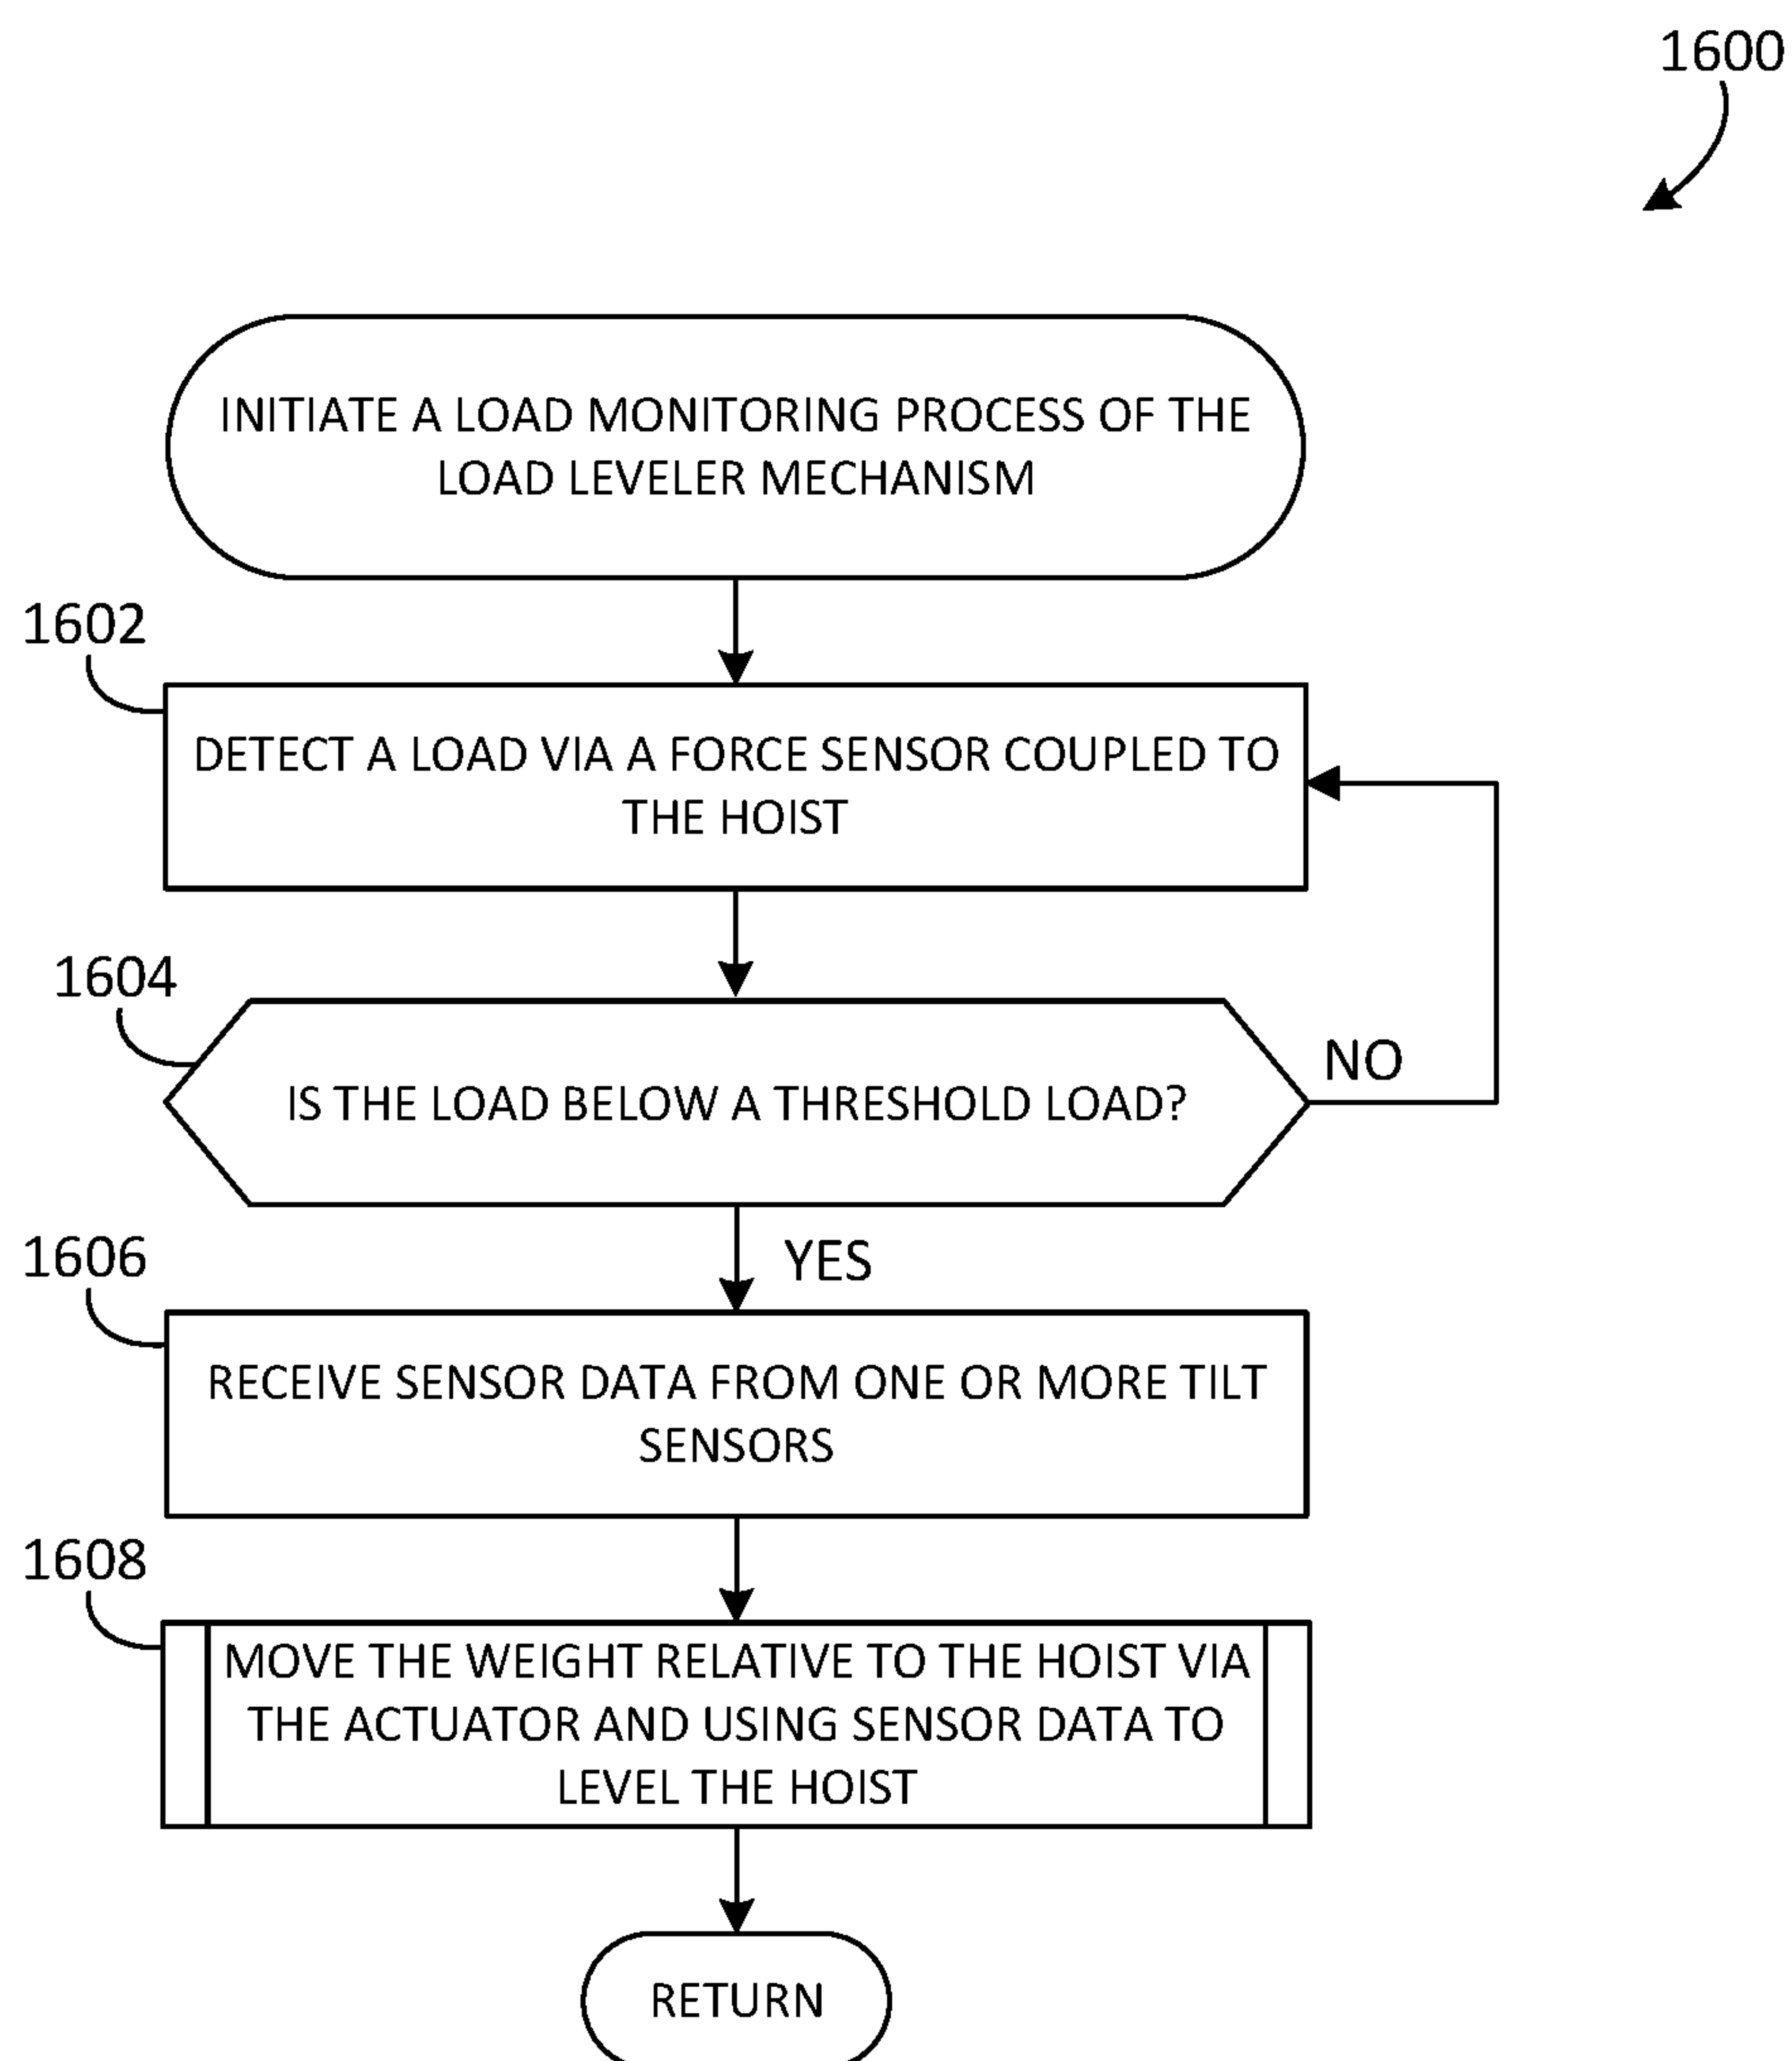 1600
INITIATE A LOAD MONITORING PROCESS OF THE
LOAD LEVELER MECHANISM
1602
DETECT A LOAD VIA A FORCE SENSOR COUPLED TO
THE HOIST
1604
IS THE LOAD BELOW A THRESHOLD LOAD?
NO
YES
1606
RECEIVE SENSOR DATA FROM ONE OR MORE TILT
SENSORS
1608
MOVE THE WEIGHT RELATIVE TO THE HOIST VIA
THE ACTUATOR AND USING SENSOR DATA TO
LEVEL THE HOIST
RETURN